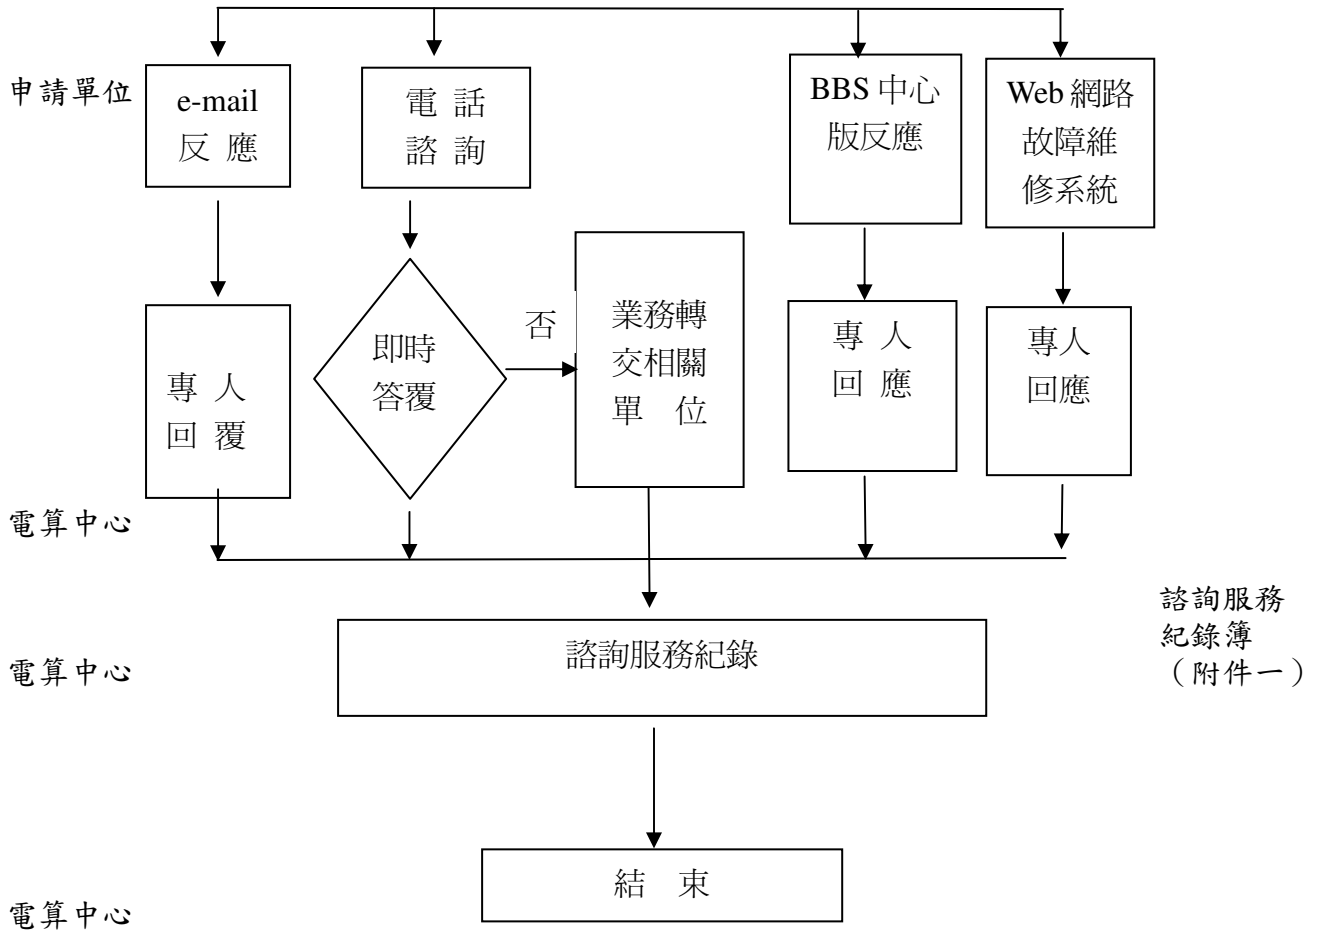 申請單位
e-mail
反 應
電 話
諮 詢
BBS 中心
版反應
Web 網路
故障維
修系統
專 人
回 覆
即時
答覆
否
業務轉
交相關
單 位
專 人
回 應
專人
回應
電算中心
電算中心
諮詢服務紀錄
諮詢服務
紀錄簿
（附件一）
結 束
電算中心